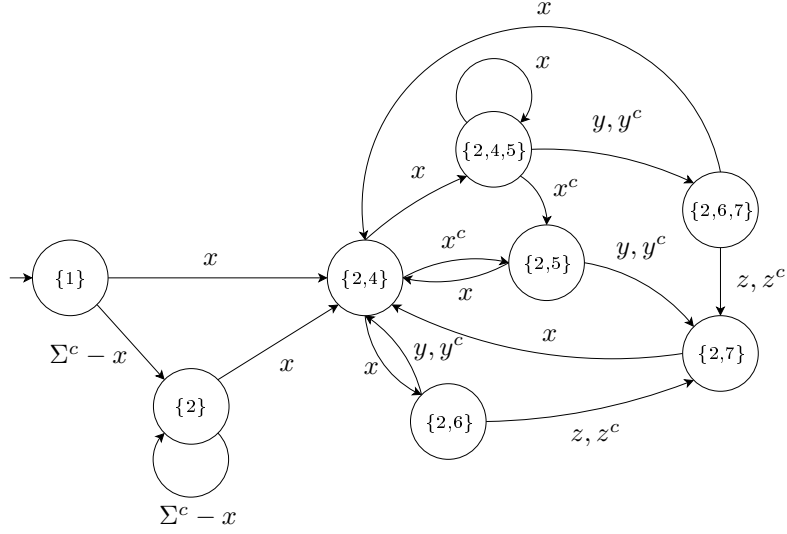 x
x
{2,4,5}
y, y^c
x
x^c
{2,6,7}
x
x^c
y, y^c
{1}
{2,4}
{2,5}
z, z^c
x
Σ^c − x
x
x
y, y^c
x
{2,7}
{2}
{2,6}
z, z^c
Σ^c − x